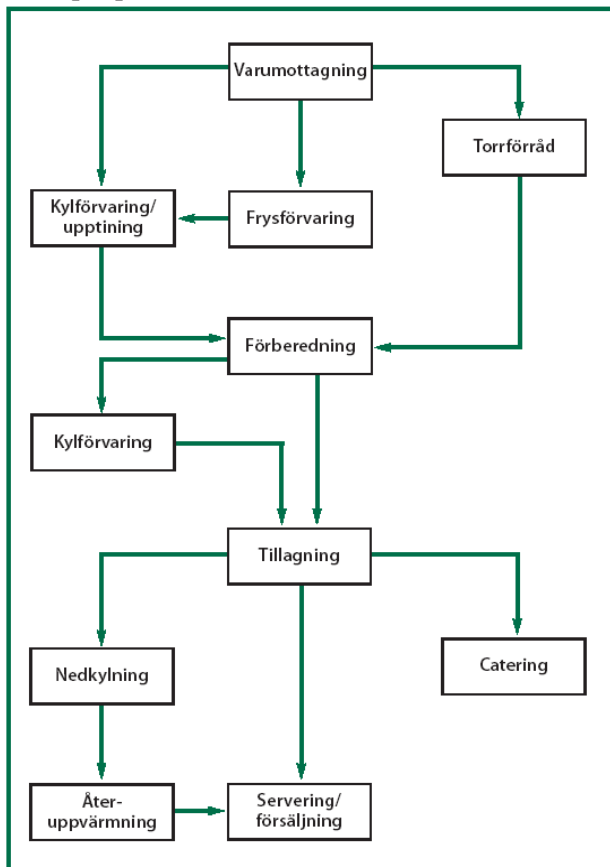 Varumottagning
Torrförråd
Kylförvaring/
upptining
Frysförvaring
Förberedning
Kylförvaring
Tillagning
Nedkylning
Catering
Åter-
uppvärmning
Servering/
försäljning